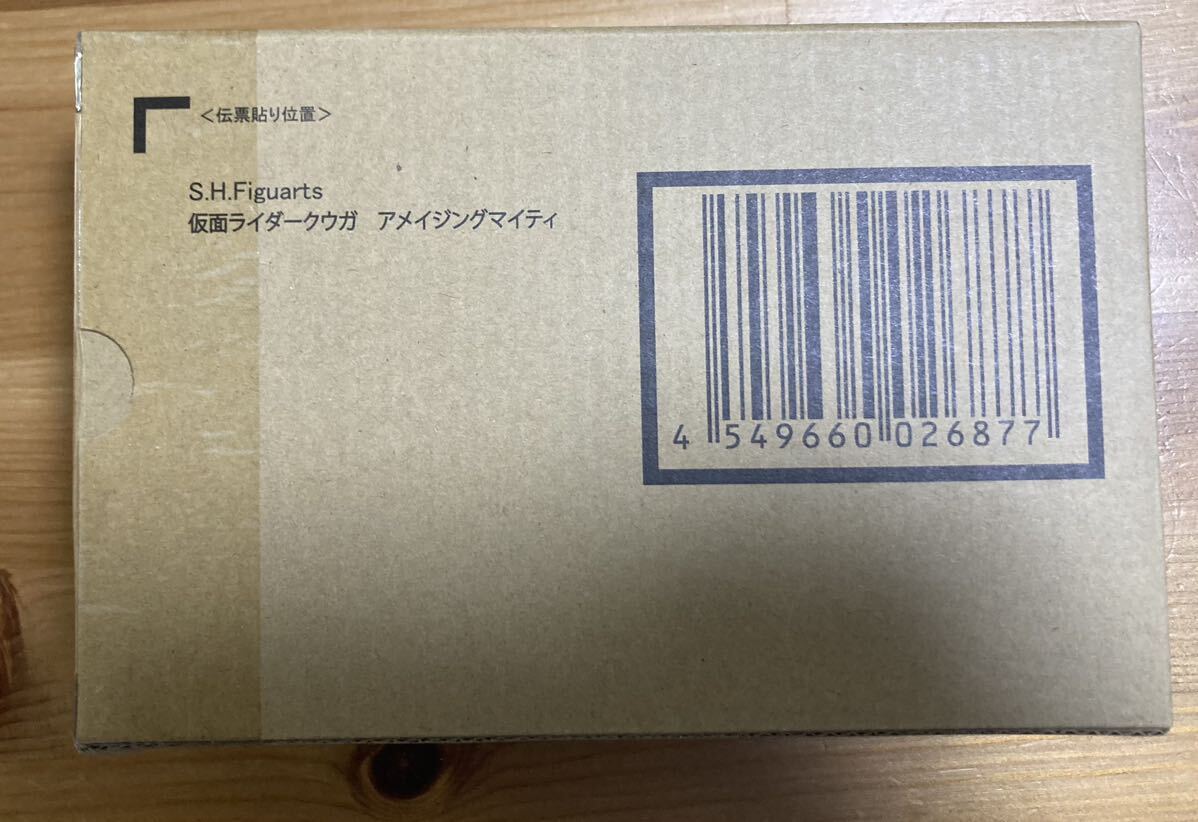 <伝票貼り位置>
S.H.Figuarts
仮面ライダークウガ　アメイジングマイティ
4 549660 026877